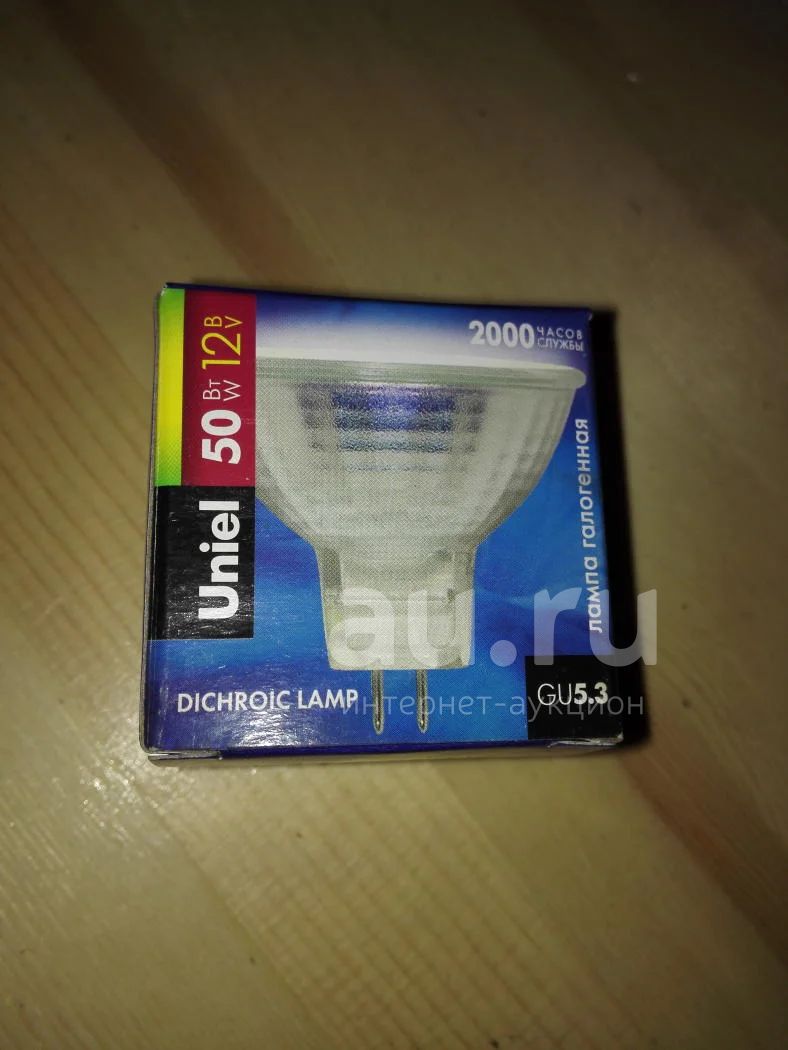 2000 ЧАСОВ
СЛУЖБЫ
Uniel 50 Вт 12 В
W V
лампа галогенная
DICHROIC LAMP
GU5.3
au.ru
интернет-аукцион